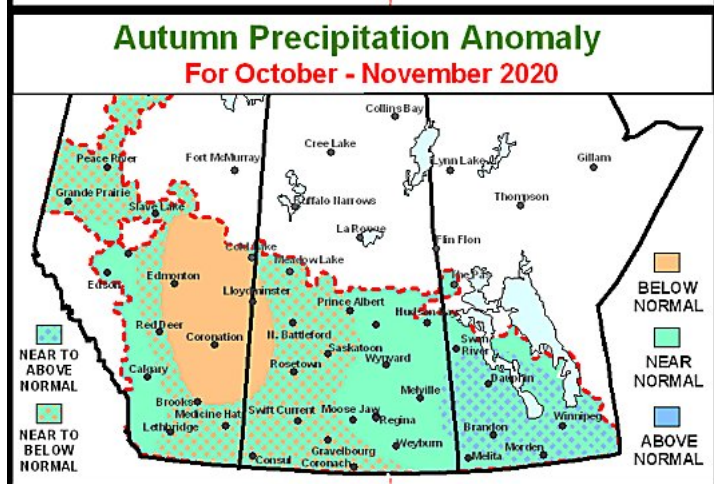 Autumn Precipitation Anomaly
For October - November 2020
Collins Bay
Cree Lake
Peace River
Fort McMurray
Lynn Lake
Gillam
Grande Prairie
Buffalo Narrows
Thompson
Slave Lake
La Ronge
Flin Flon
Cold Lake
Meadow Lake
The Pas
Edson
Edmonton
Lloydminster
Prince Albert
Hudson Bay
BELOW
NORMAL
Red Deer
Coronation
N. Battleford
Saskatoon
Swan
River
NEAR TO
ABOVE
NORMAL
Rosetown
Wynyard
NEAR
NORMAL
Calgary
Dauphin
Melville
Brooks
Medicine Hat
Swift Current
Moose Jaw
Regina
Winnipeg
Lethbridge
Brandon
ABOVE
NORMAL
NEAR TO
BELOW
NORMAL
Gravelbourg
Weyburn
Morden
Consul
Coronach
Melita